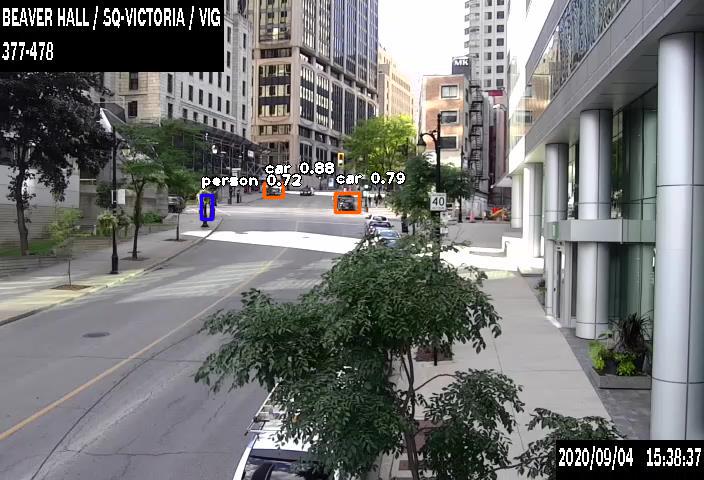 BEAVER HALL / SQ-VICTORIA / VIG
377-478
MK
car 0.88
person 0.72
car 0.79
40
2020/09/04 15:38:37